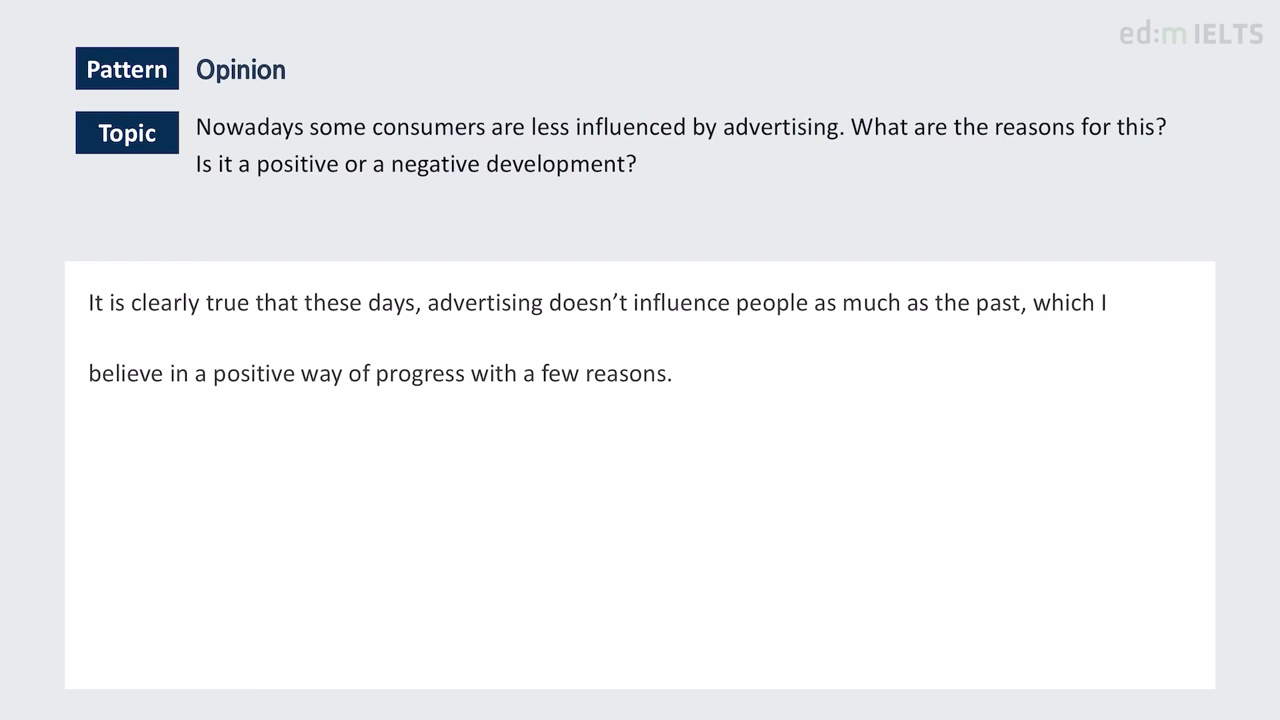 ed:m IELTS
Pattern Opinion
Topic Nowadays some consumers are less influenced by advertising. What are the reasons for this?
Is it a positive or a negative development?
It is clearly true that these days, advertising doesn’t influence people as much as the past, which I
believe in a positive way of progress with a few reasons.